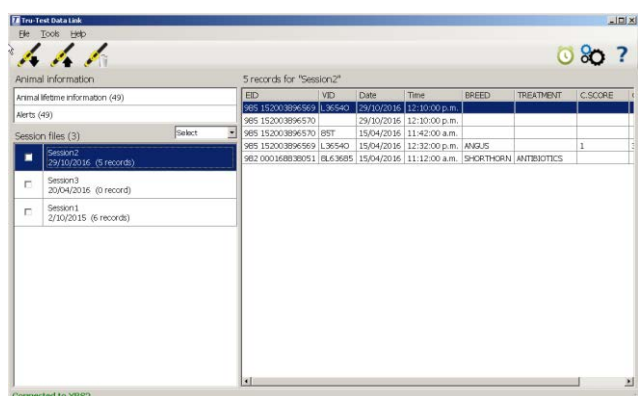 Tru-Test Data Link
File Tools Help
Animal information
Animal lifetime information (49)
Alerts (49)
Session files (3) Select
Session2
29/10/2016 (5 records)
Session3
20/04/2016 (0 record)
Session1
2/10/2015 (6 records)
5 records for "Session2"
EID VID Date Time BREED TREATMENT C.SCORE
985 152003896569 L36540 29/10/2016 12:10:00 p.m.
985 152003896570 29/10/2016 12:10:00 p.m.
985 152003896570 85T 15/04/2016 11:42:00 a.m.
985 152003896569 L36540 15/04/2016 12:32:00 p.m. ANGUS 1
982 000168838051 8L63685 15/04/2016 11:12:00 a.m. SHORTHORN ANTIBIOTICS
Connected to XRS2